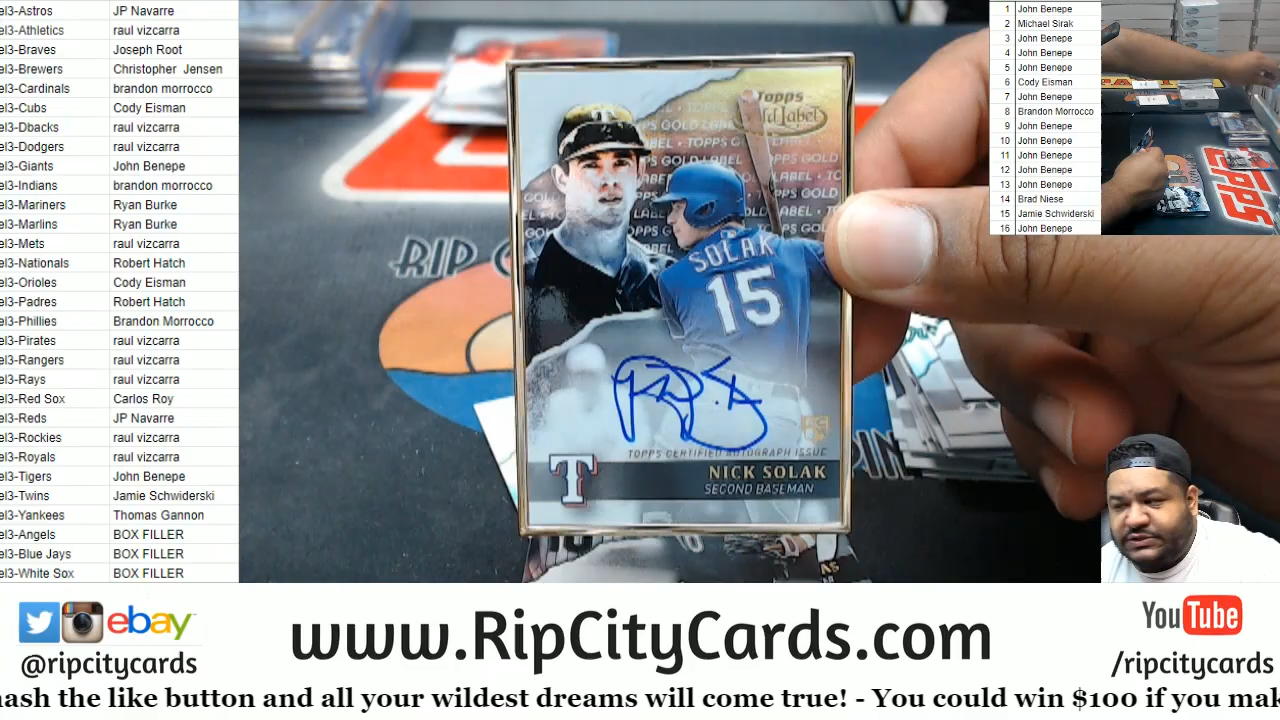 el3-Astros JP Navarre
el3-Athletics raul vizcarra
el3-Braves Joseph Root
el3-Brewers Christopher Jensen
el3-Cardinals brandon morrocco
el3-Cubs Cody Eisman
el3-Dbacks raul vizcarra
el3-Dodgers raul vizcarra
el3-Giants John Benepe
el3-Indians brandon morrocco
el3-Mariners Ryan Burke
el3-Marlins Ryan Burke
el3-Mets raul vizcarra
el3-Nationals Robert Hatch
el3-Orioles Cody Eisman
el3-Padres Robert Hatch
el3-Phillies Brandon Morrocco
el3-Pirates raul vizcarra
el3-Rangers raul vizcarra
el3-Rays raul vizcarra
el3-Red Sox Carlos Roy
el3-Reds JP Navarre
el3-Rockies raul vizcarra
el3-Royals raul vizcarra
el3-Tigers John Benepe
el3-Twins Jamie Schwiderski
el3-Yankees Thomas Gannon
el3-Angels BOX FILLER
el3-Blue Jays BOX FILLER
el3-White Sox BOX FILLER
RIP C
Topps
Gold Label
SOLAK
15
TOPPS CERTIFIED AUTOGRAPH ISSUE
RC
T
NICK SOLAK
SECOND BASEMAN
1 John Benepe
2 Michael Sirak
3 John Benepe
4 John Benepe
5 John Benepe
6 Cody Eisman
7 John Benepe
8 Brandon Morrocco
9 John Benepe
10 John Benepe
11 John Benepe
12 John Benepe
13 John Benepe
14 Brad Niese
15 Jamie Schwiderski
16 John Benepe
ebay
@ripcitycards
www.RipCityCards.com
YouTube
/ripcitycards
mash the like button and all your wildest dreams will come true! - You could win $100 if you mak